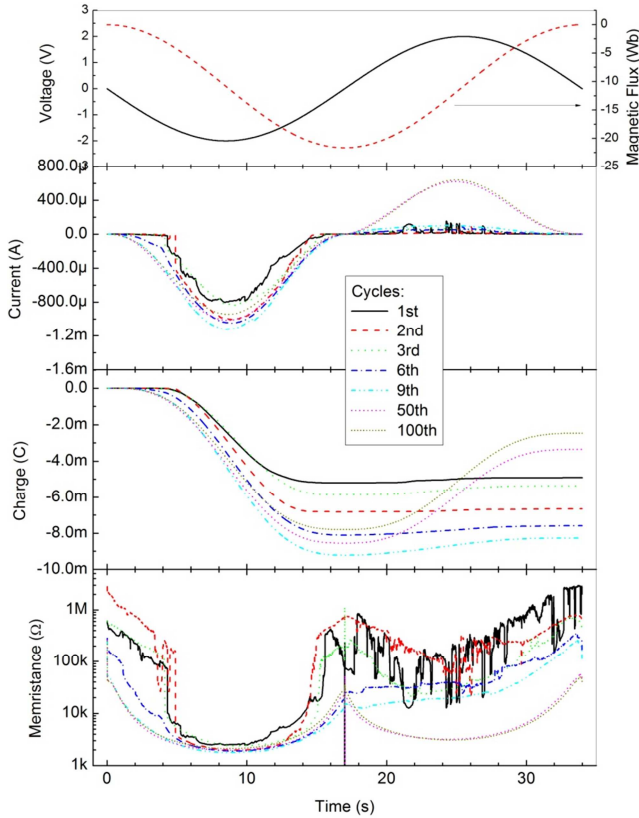 3
2
1
0
-1
-2
Voltage (V)
0
-5
-10
-15
-20
-25
Magnetic Flux (Wb)
800.0µ
400.0µ
0.0
-400.0µ
-800.0µ
-1.2m
-1.6m
Current (A)
Cycles:
1st
2nd
3rd
6th
9th
50th
100th
0.0
-2.0m
-4.0m
-6.0m
-8.0m
-10.0m
Charge (C)
1M
100k
10k
1k
Memristance (Ω)
0
10
20
30
Time (s)